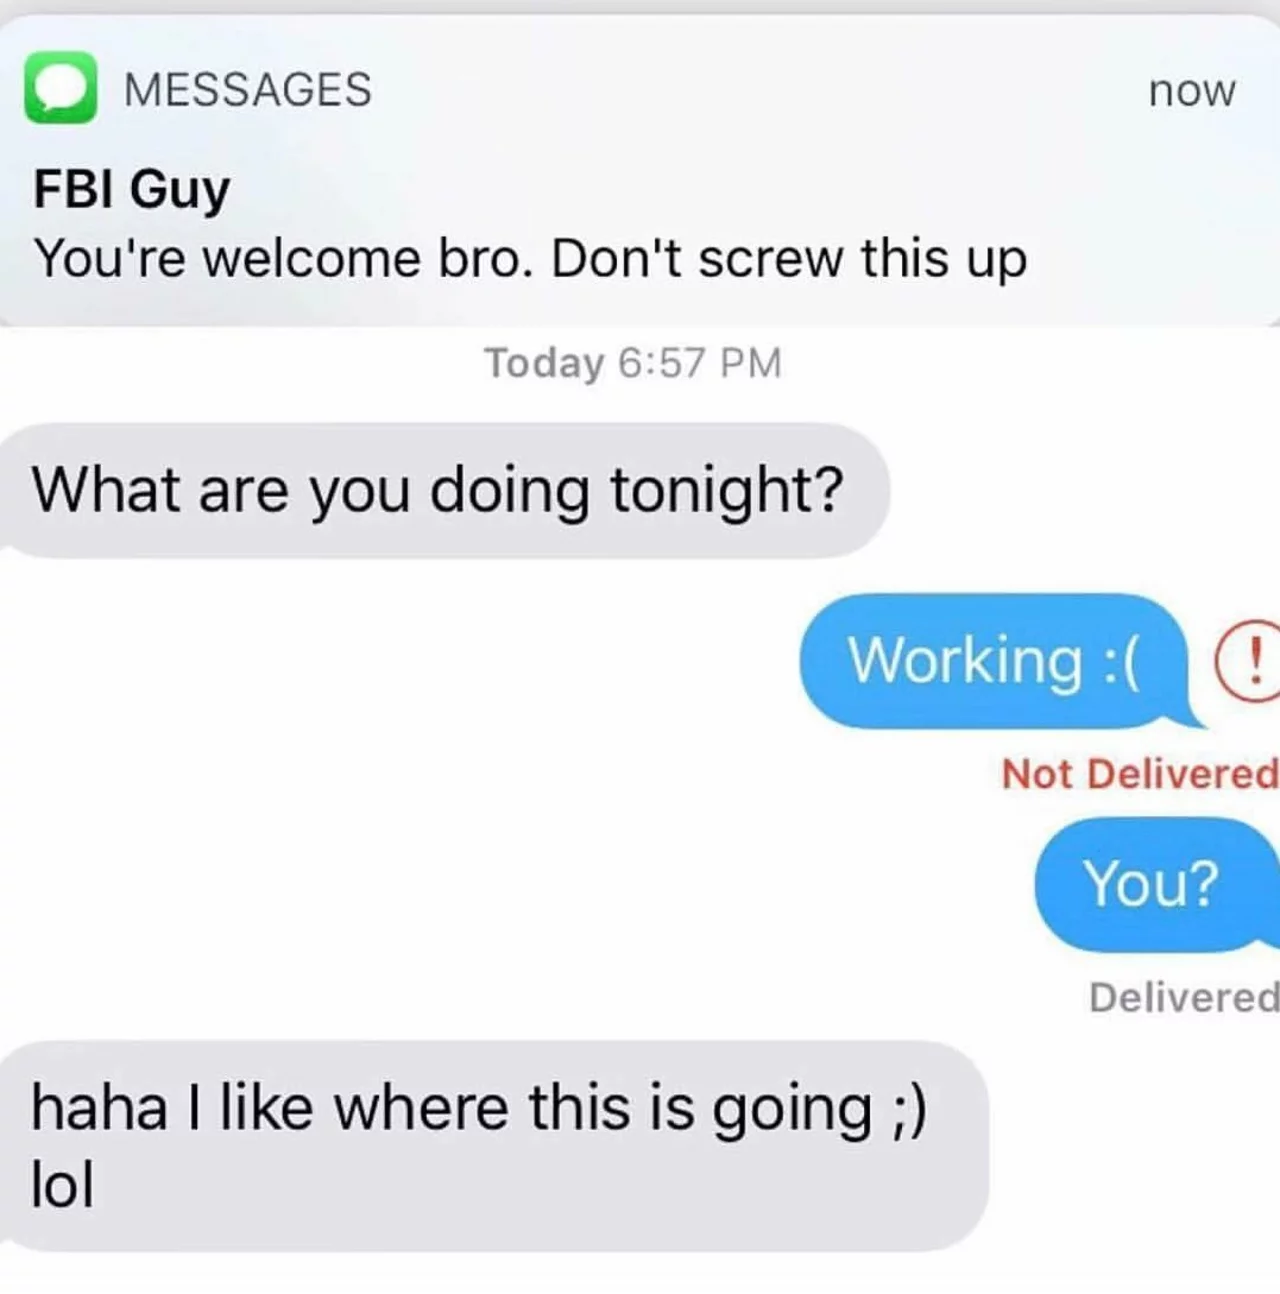 MESSAGES now
FBI Guy
You're welcome bro. Don't screw this up
Today 6:57 PM
What are you doing tonight?
Working :(
!
Not Delivered
You?
Delivered
haha I like where this is going ;)
lol